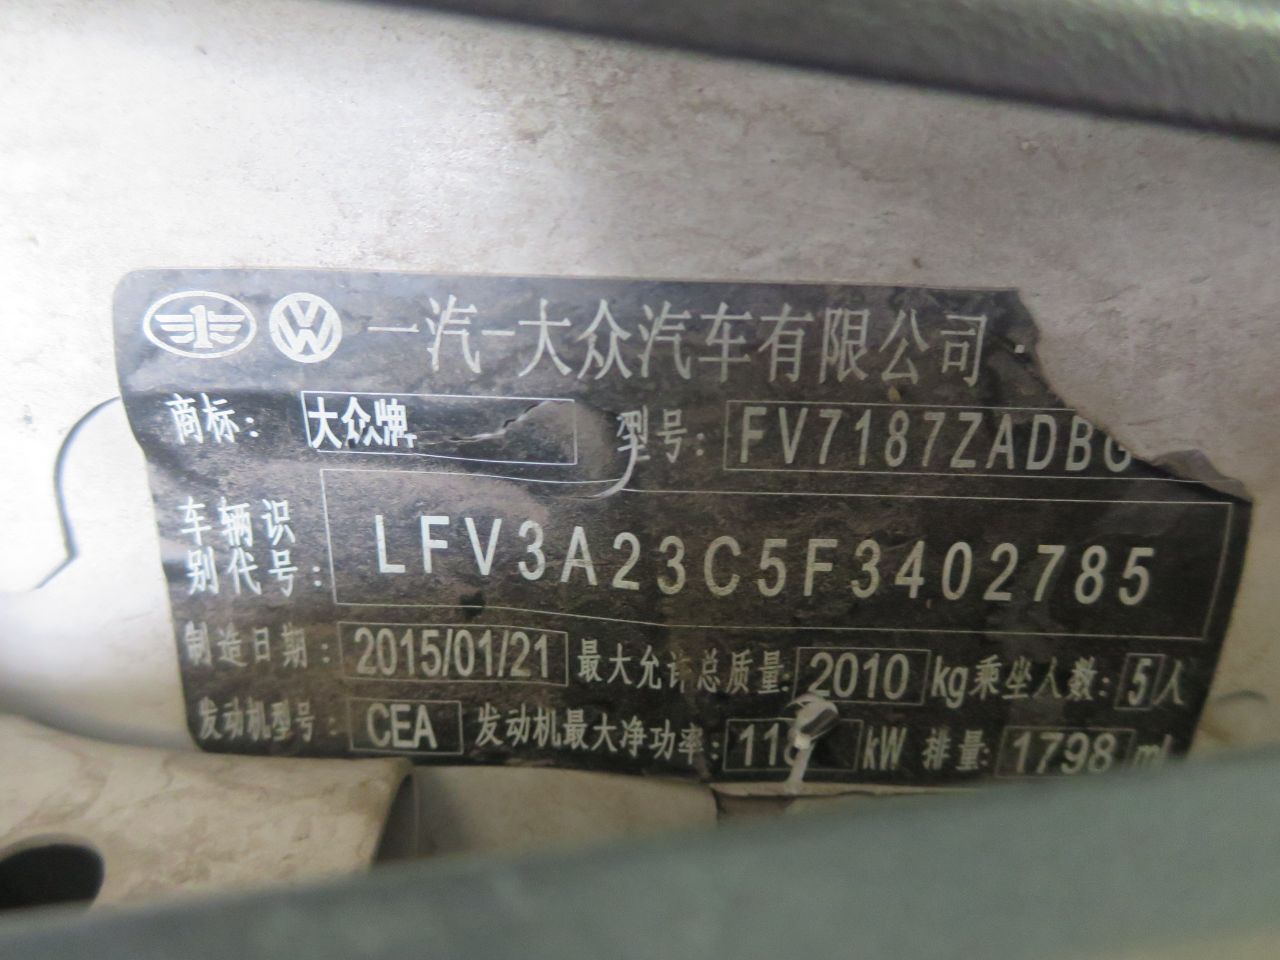 一汽-大众汽车有限公司
商标: 大众牌 型号: FV7187ZADBG
车辆识别代号: LFV3A23C5F3402785
制造日期: 2015/01/21 最大允许总质量: 2010 kg 乘坐人数: 5 人
发动机型号: CEA 发动机最大净功率: 118 kW 排量: 1798 ml